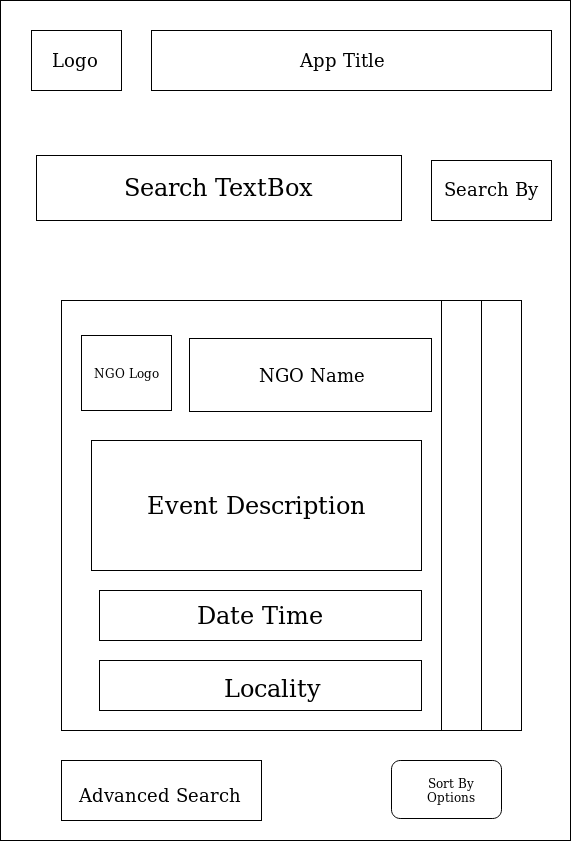 Logo
App Title
Search TextBox
Search By
NGO Logo
NGO Name
Event Description
Date Time
Locality
Advanced Search
Sort By
Options